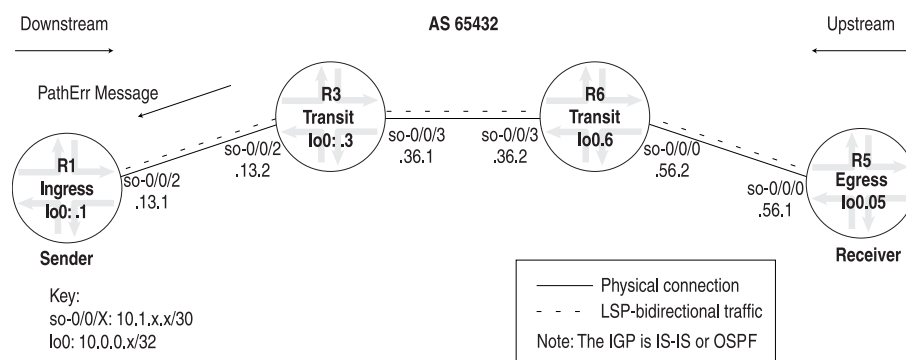 Downstream
AS 65432
Upstream
PathErr Message
R3
Transit
lo0: .3
R6
Transit
lo0.6
R1
Ingress
lo0: .1
so-0/0/2
.13.1
so-0/0/2
.13.2
so-0/0/3
.36.1
so-0/0/3
.36.2
so-0/0/0
.56.2
so-0/0/0
.56.1
R5
Egress
lo0.05
Sender
Receiver
Key:
so-0/0/X: 10.1.x.x/30
lo0: 10.0.0.x/32
Physical connection
LSP-bidirectional traffic
Note: The IGP is IS-IS or OSPF